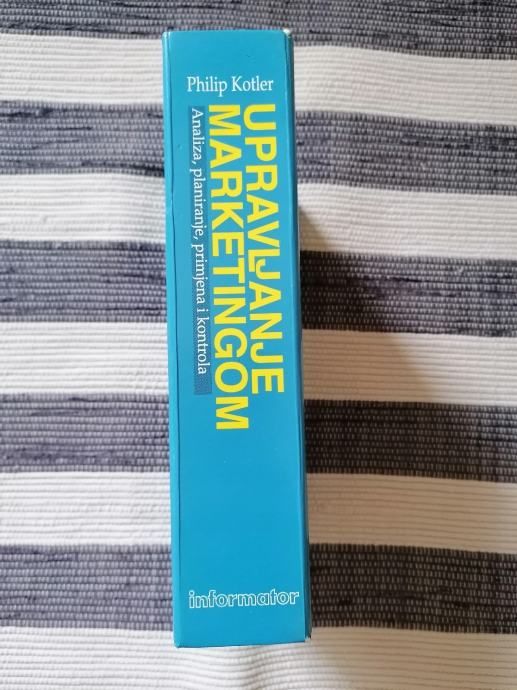 Philip Kotler
UPRAVLJANJE
MARKETINGOM
Analiza, planiranje, primjena i kontrola
informator